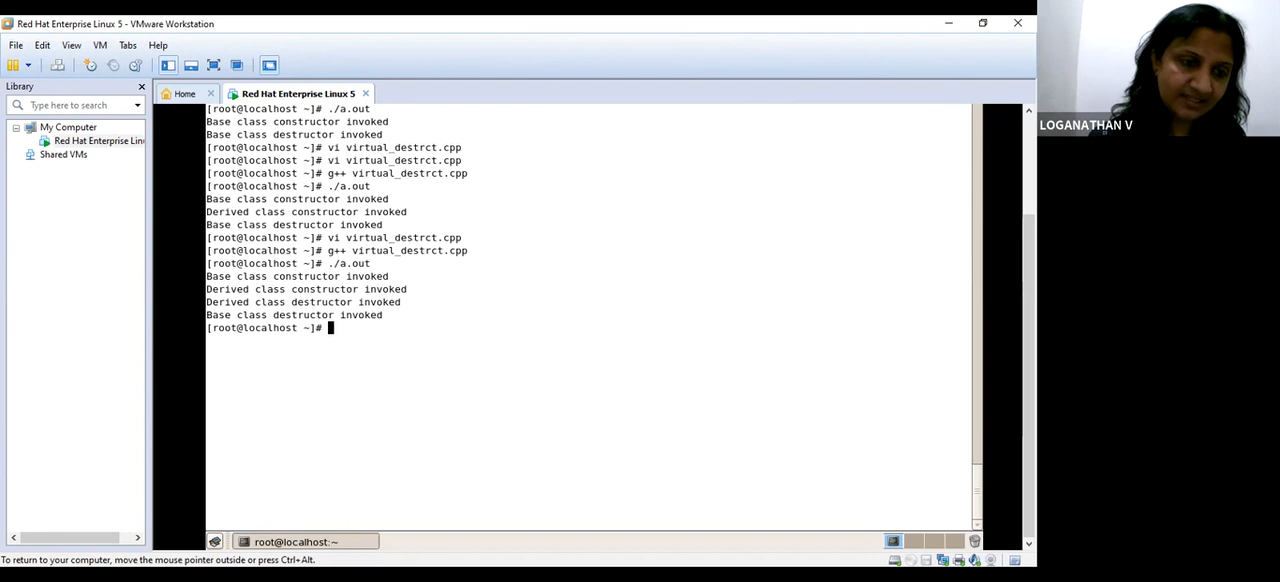 Red Hat Enterprise Linux 5 - VMware Workstation
File Edit View VM Tabs Help
Library
Type here to search
My Computer
Red Hat Enterprise Lin
Shared VMs
Home
Red Hat Enterprise Linux 5
[root@localhost ~]# ./a.out
Base class constructor invoked
Base class destructor invoked
[root@localhost ~]# vi virtual_destrct.cpp
[root@localhost ~]# vi virtual_destrct.cpp
[root@localhost ~]# g++ virtual_destrct.cpp
[root@localhost ~]# ./a.out
Base class constructor invoked
Derived class constructor invoked
Base class destructor invoked
[root@localhost ~]# vi virtual_destrct.cpp
[root@localhost ~]# g++ virtual_destrct.cpp
[root@localhost ~]# ./a.out
Base class constructor invoked
Derived class constructor invoked
Derived class destructor invoked
Base class destructor invoked
[root@localhost ~]#
root@localhost:~
To return to your computer, move the mouse pointer outside or press Ctrl+Alt.
LOGANATHAN V